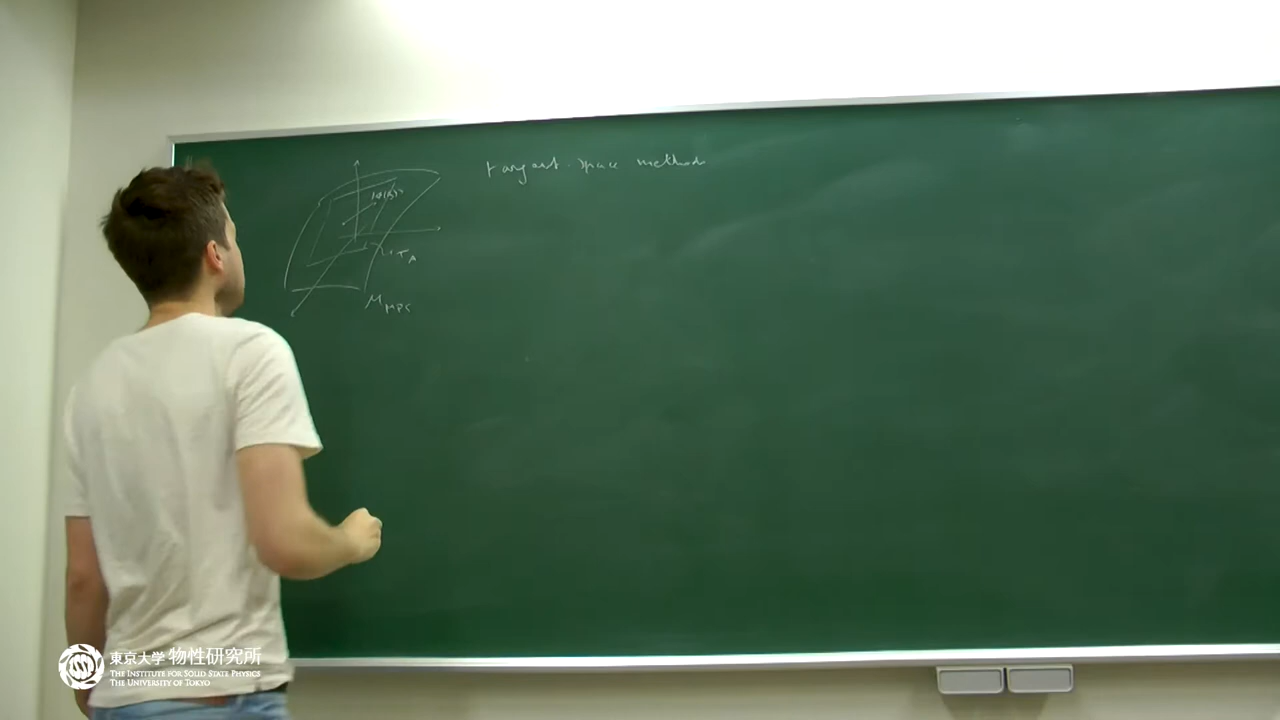 tangent-space methods
|ψ(A)>
T_A
M_MPS
東京大学 物性研究所
THE INSTITUTE FOR SOLID STATE PHYSICS
THE UNIVERSITY OF TOKYO